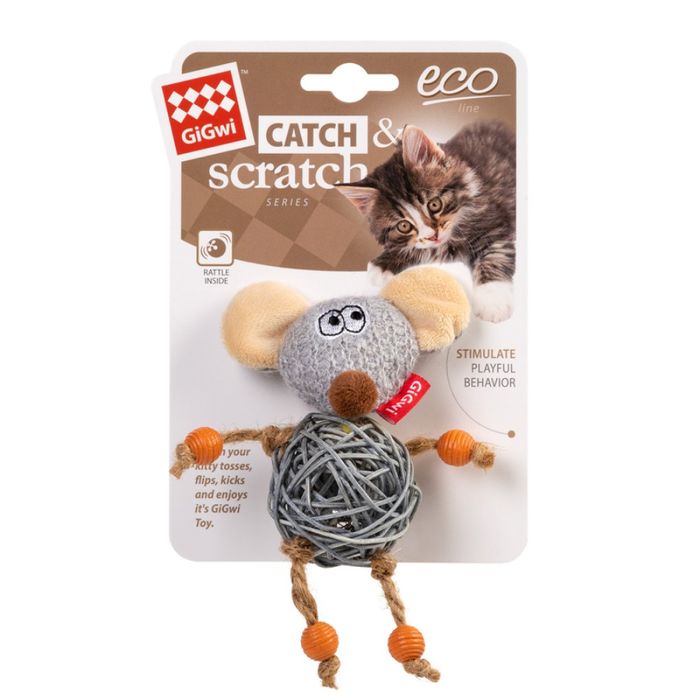 GiGwi
™
eco
line
CATCH &
scratch
SERIES
RATTLE
INSIDE
STIMULATE
PLAYFUL
BEHAVIOR
GiGwi
your
kitty tosses,
flips, kicks
and enjoys
it's GiGwi
Toy.